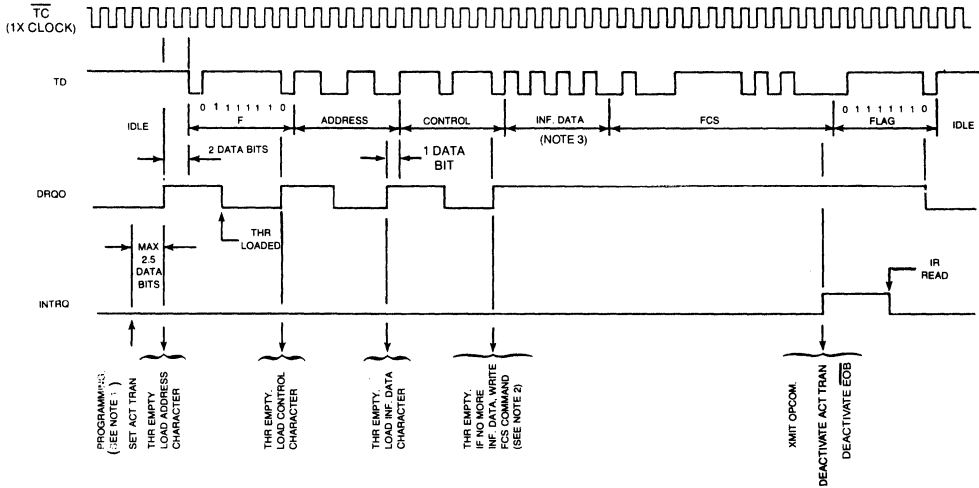 TC
(1X CLOCK)
TD
0 1 1 1 1 1 1 0
0 1 1 1 1 1 1 0
IDLE
F
ADDRESS
CONTROL
INF. DATA
(NOTE 3)
FCS
FLAG
IDLE
2 DATA BITS
1 DATA
BIT
DRQO
THR
LOADED
MAX
2.5
DATA
BITS
IR
READ
INTRQ
PROGRAMMING.
(SEE NOTE 1)
SET ACT TRAN
THR EMPTY.
LOAD ADDRESS
CHARACTER
THR EMPTY.
LOAD CONTROL
CHARACTER
THR EMPTY.
LOAD INF. DATA
CHARACTER
THR EMPTY.
IF NO MORE
INF. DATA, WRITE
FCS COMMAND
(SEE NOTE 2)
XMIT OPCOM.
DEACTIVATE ACT TRAN
DEACTIVATE EOB